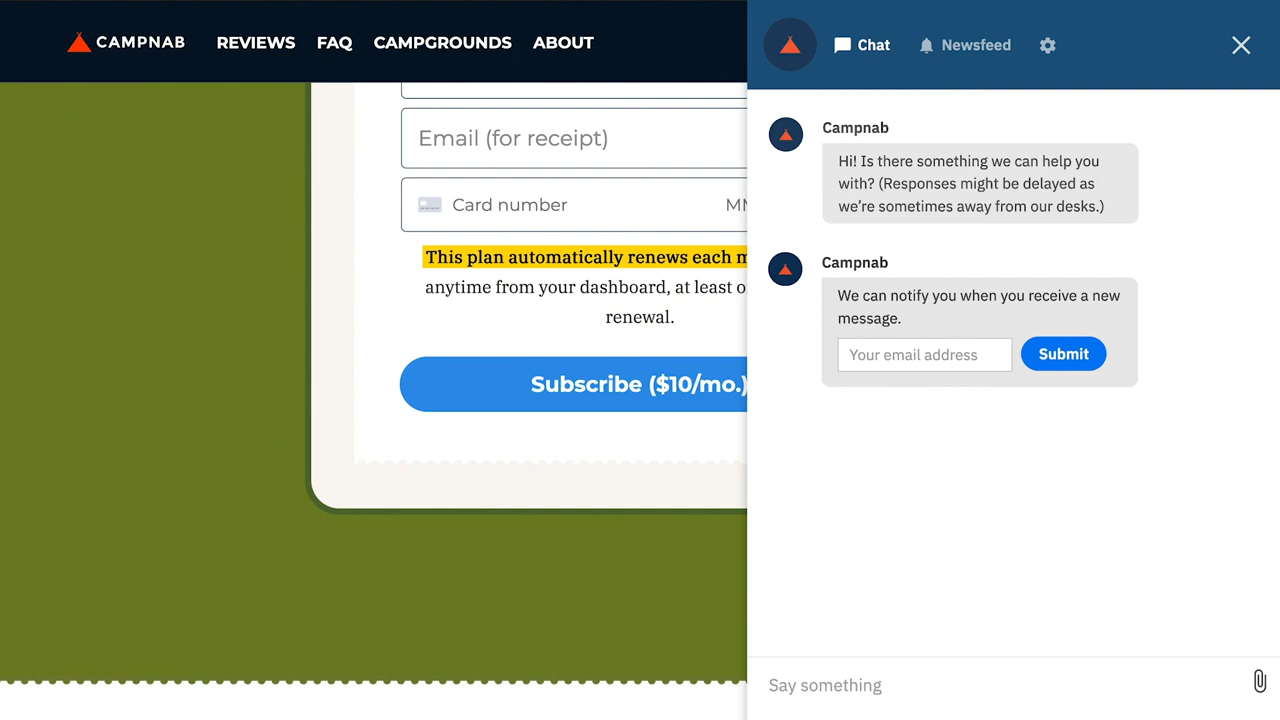 CAMPNAB REVIEWS FAQ CAMPGROUNDS ABOUT
Email (for receipt)
Card number MM
This plan automatically renews each m
anytime from your dashboard, at least o
renewal.
Subscribe ($10/mo.)
Chat Newsfeed
Campnab
Hi! Is there something we can help you
with? (Responses might be delayed as
we’re sometimes away from our desks.)
Campnab
We can notify you when you receive a new
message.
Your email address Submit
Say something